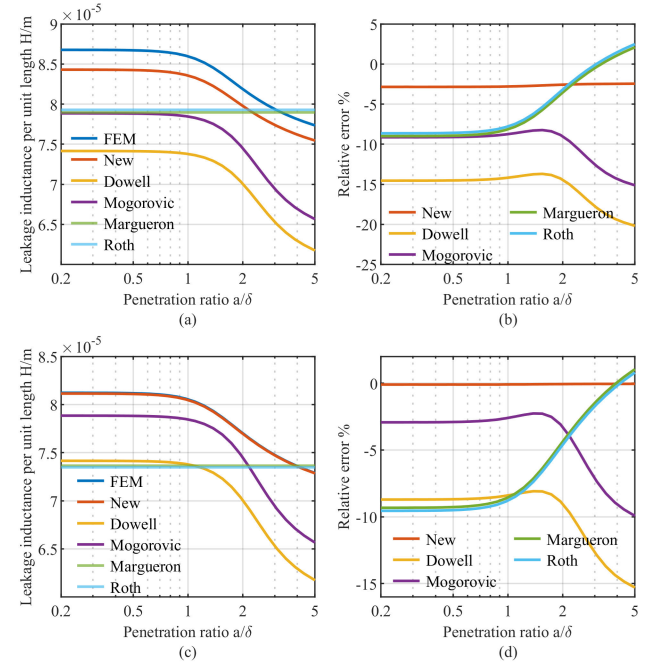 × 10⁻⁵
9
8.5
8
7.5
7
6.5
6
Leakage inductance per unit length H/m
FEM
New
Dowell
Mogorovic
Margueron
Roth
0.2
0.5
1
2
5
Penetration ratio a/δ
(a)
5
0
-5
-10
-15
-20
-25
Relative error %
New
Dowell
Mogorovic
Margueron
Roth
0.2
0.5
1
2
5
Penetration ratio a/δ
(b)
× 10⁻⁵
8.5
8
7.5
7
6.5
Leakage inductance per unit length H/m
FEM
New
Dowell
Mogorovic
Margueron
Roth
0.2
0.5
1
2
5
Penetration ratio a/δ
(c)
0
-5
-10
-15
Relative error %
New
Dowell
Mogorovic
Margueron
Roth
0.2
0.5
1
2
5
Penetration ratio a/δ
(d)